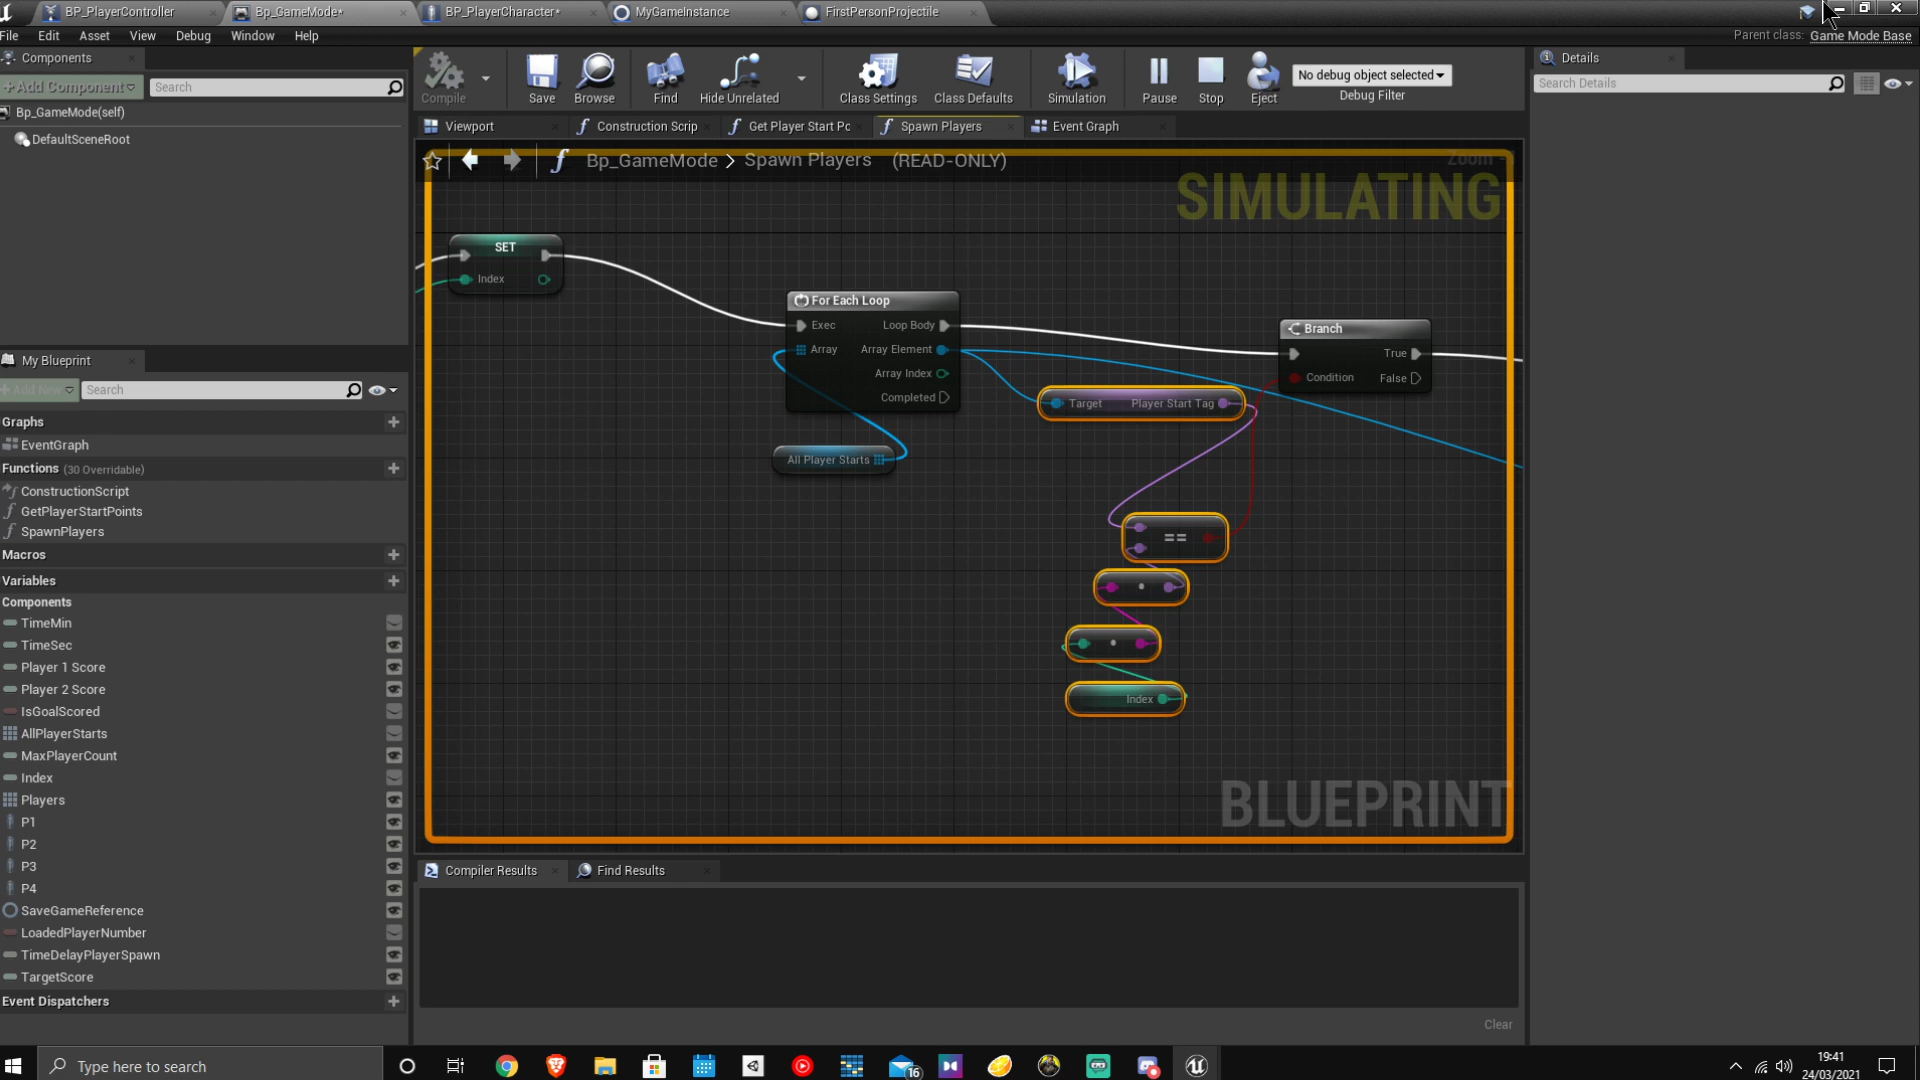 BP_PlayerController
Bp_GameMode*
BP_PlayerCharacter*
MyGameInstance
FirstPersonProjectile
File Edit Asset View Debug Window Help
Parent class: Game Mode Base
Components
+Add Component
Search
Bp_GameMode(self)
DefaultSceneRoot
Compile
Save
Browse
Find
Hide Unrelated
Class Settings
Class Defaults
Simulation
Pause
Stop
Eject
No debug object selected
Debug Filter
Details
Search Details
Viewport
Construction Scrip
Get Player Start Pc
Spawn Players
Event Graph
Bp_GameMode > Spawn Players (READ-ONLY)
Zoom
SIMULATING
SET
Index
For Each Loop
Exec Loop Body
Array Array Element
Array Index
Completed
All Player Starts
Branch
True
Condition False
Target Player Start Tag
==
Index
BLUEPRINT
My Blueprint
+Add New
Search
Graphs
EventGraph
Functions (30 Overridable)
ConstructionScript
GetPlayerStartPoints
SpawnPlayers
Macros
Variables
Components
TimeMin
TimeSec
Player 1 Score
Player 2 Score
IsGoalScored
AllPlayerStarts
MaxPlayerCount
Index
Players
P1
P2
P3
P4
SaveGameReference
LoadedPlayerNumber
TimeDelayPlayerSpawn
TargetScore
Event Dispatchers
Compiler Results
Find Results
Clear
Type here to search
16
19:41
24/03/2021